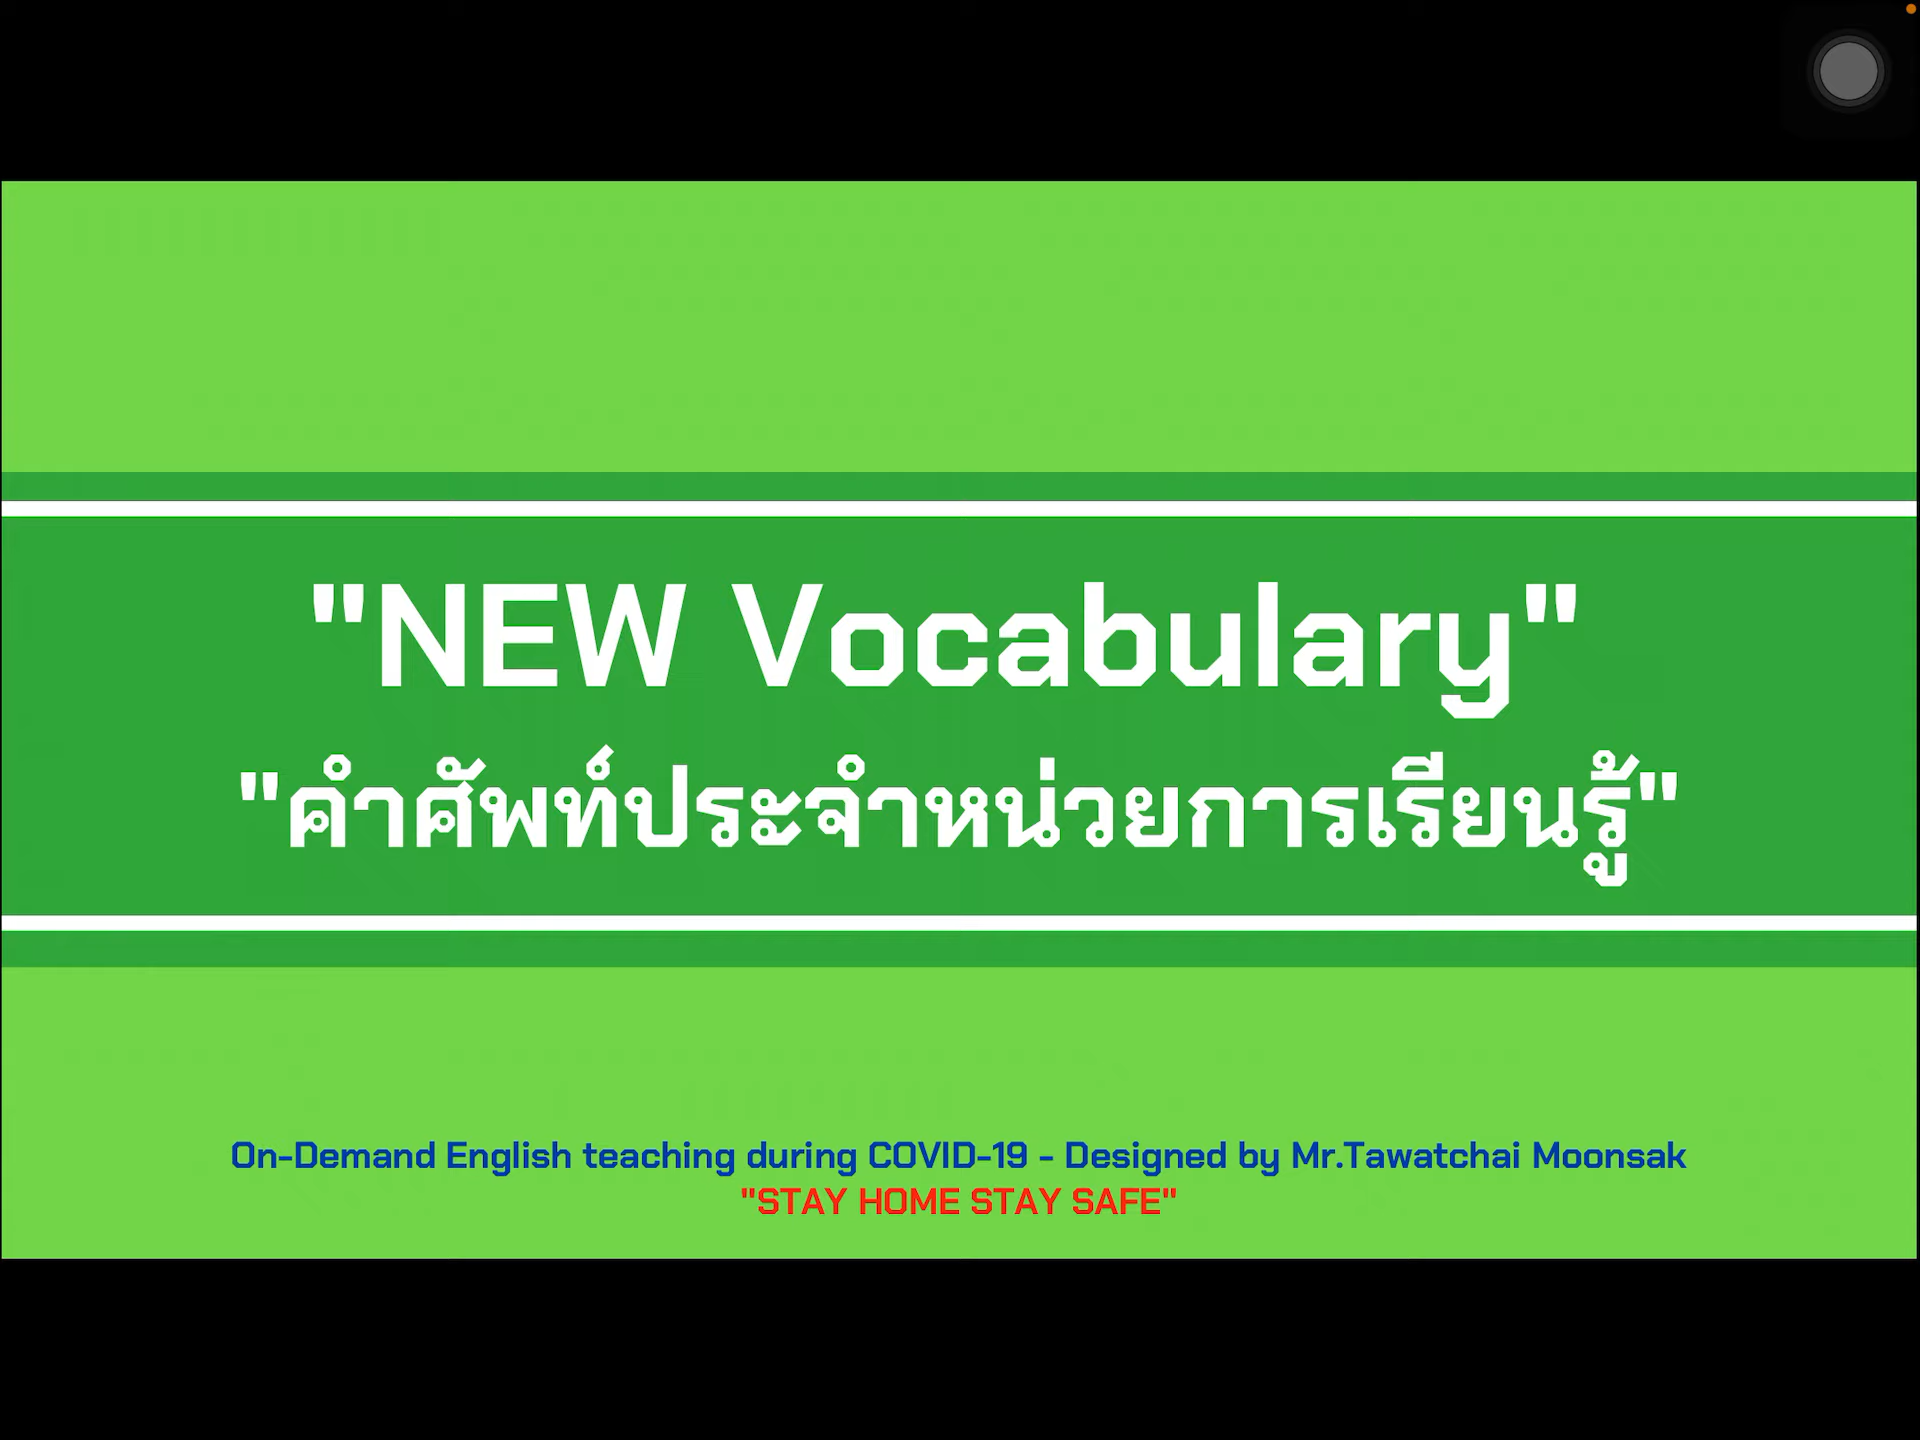 "NEW Vocabulary"
"คำศัพท์ประจำหน่วยการเรียนรู้"
On-Demand English teaching during COVID-19 - Designed by Mr.Tawatchai Moonsak
"STAY HOME STAY SAFE"